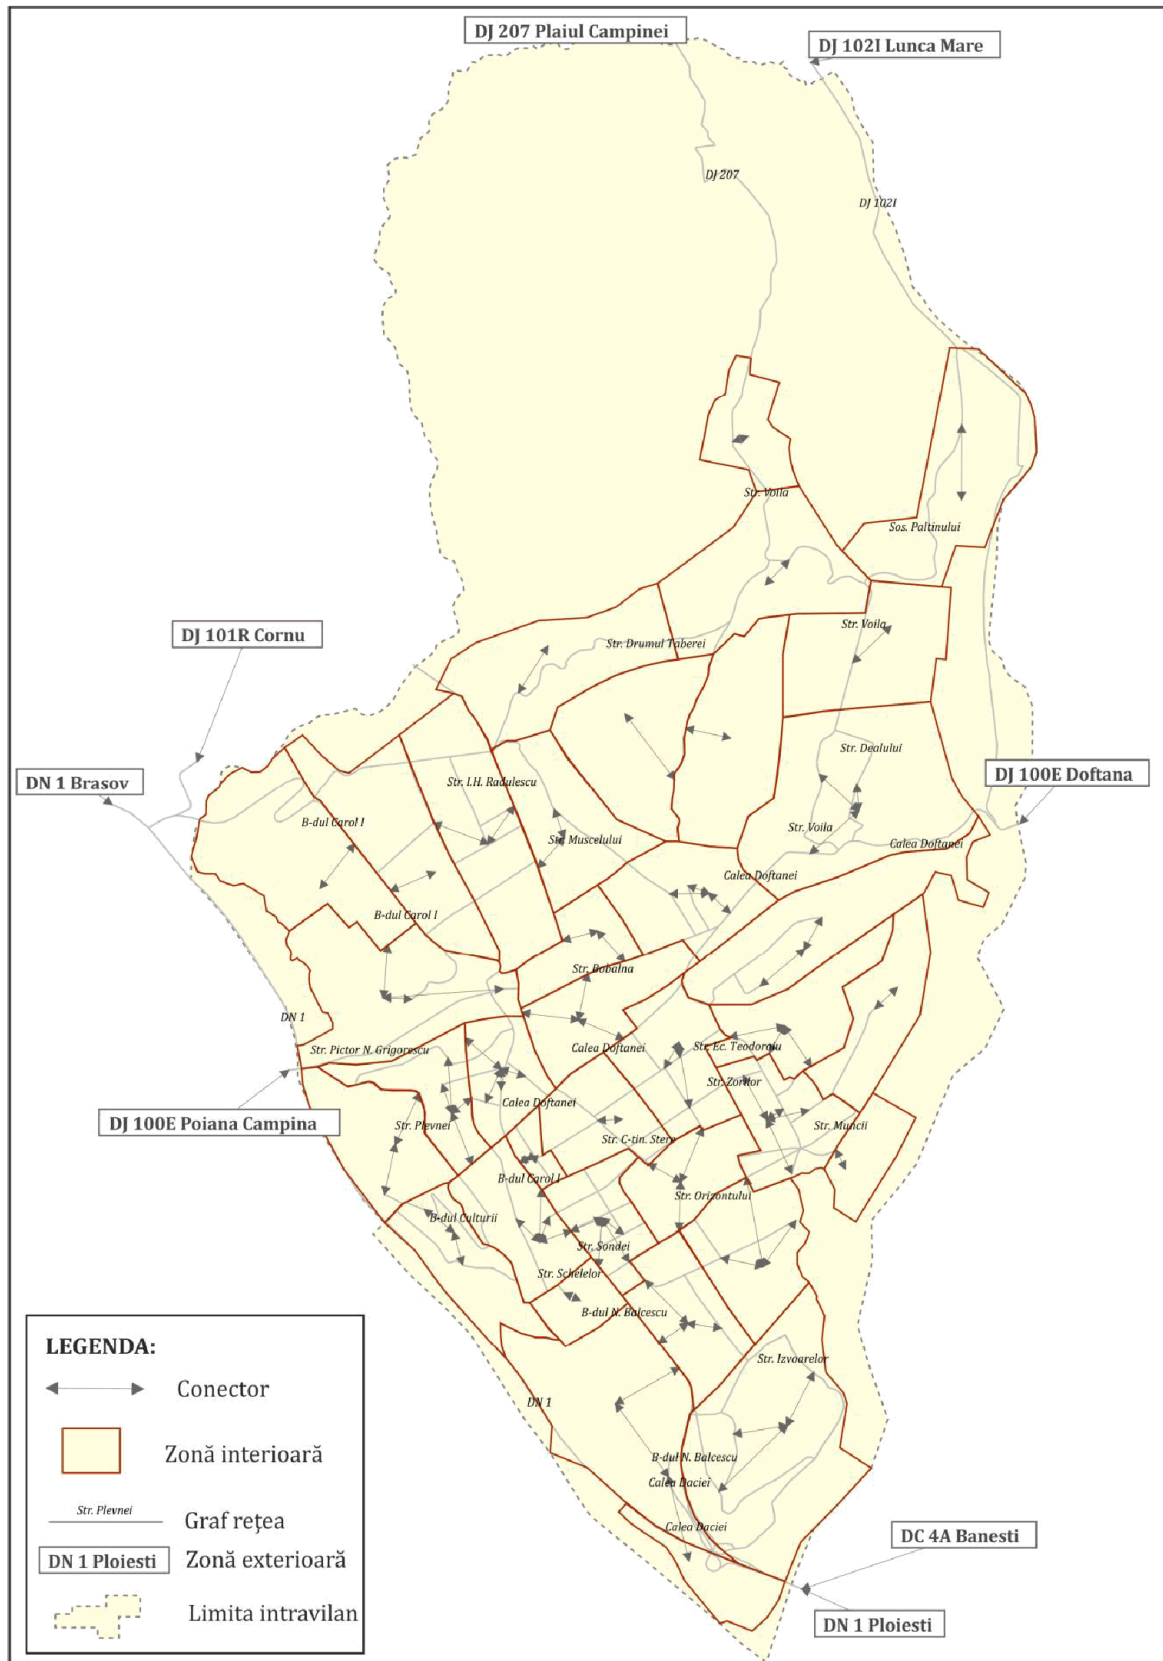 DJ 207 Plaiul Campinei
DJ 102I Lunca Mare
DJ 207
DJ 102I
Str. Voila
Sos. Paltinului
DJ 101R Cornu
Str. Voila
Str. Drumul Taberei
Str. Dealului
DN 1 Brasov
Str. I.H. Radulescu
DJ 100E Doftana
B-dul Carol I
Str. Voila
Str. Muscelului
Calea Doftanei
Calea Doftanei
B-dul Carol I
Str. Bobalna
DN 1
Str. Pictor N. Grigorescu
Calea Doftanei
Str. Ec. Teodoroiu
Str. Zorilor
DJ 100E Poiana Campina
Calea Doftanei
Str. Plevnei
Str. Muncii
Str. C-tin. Stere
B-dul Carol I
Str. Orizontului
B-dul Culturii
Str. Sondei
Str. Schelelor
B-dul N. Balcescu
Str. Izvoarelor
DN 1
B-dul N. Balcescu
Calea Daciei
Calea Daciei
DC 4A Banesti
DN 1 Ploiesti
LEGENDA:
Conector
Zonă interioară
Str. Plevnei
Graf rețea
DN 1 Ploiesti
Zonă exterioară
Limita intravilan